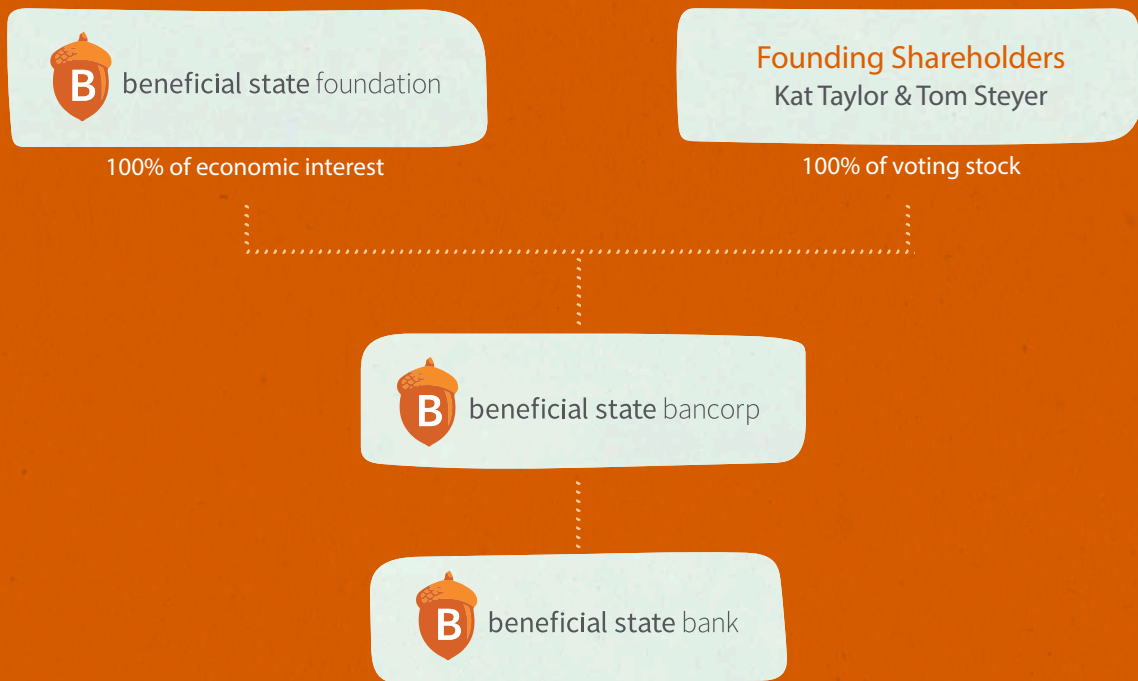 B beneficial state foundation
100% of economic interest
Founding Shareholders
Kat Taylor & Tom Steyer
100% of voting stock
B beneficial state bancorp
B beneficial state bank